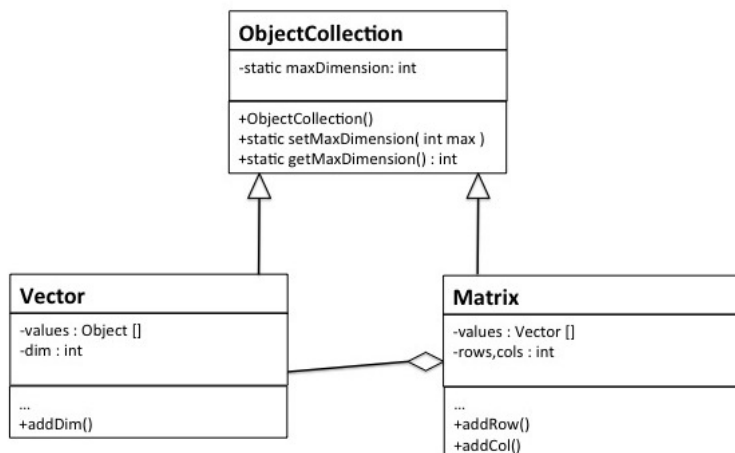 ObjectCollection
-static maxDimension: int
+ObjectCollection()
+static setMaxDimension( int max )
+static getMaxDimension() : int
Vector
-values : Object []
-dim : int
...
+addDim()
Matrix
-values : Vector []
-rows,cols : int
...
+addRow()
+addCol()